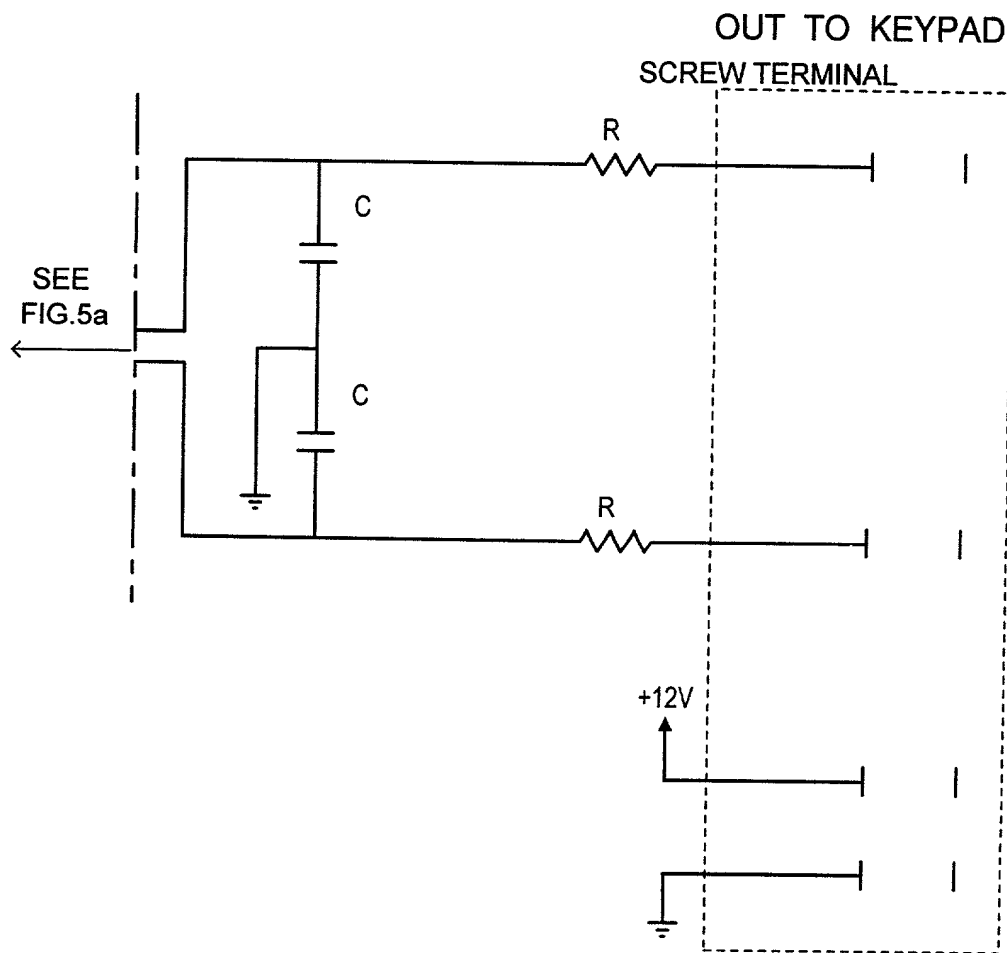 OUT TO KEYPAD
SCREW TERMINAL
R
C
SEE
FIG.5a
C
R
+12V